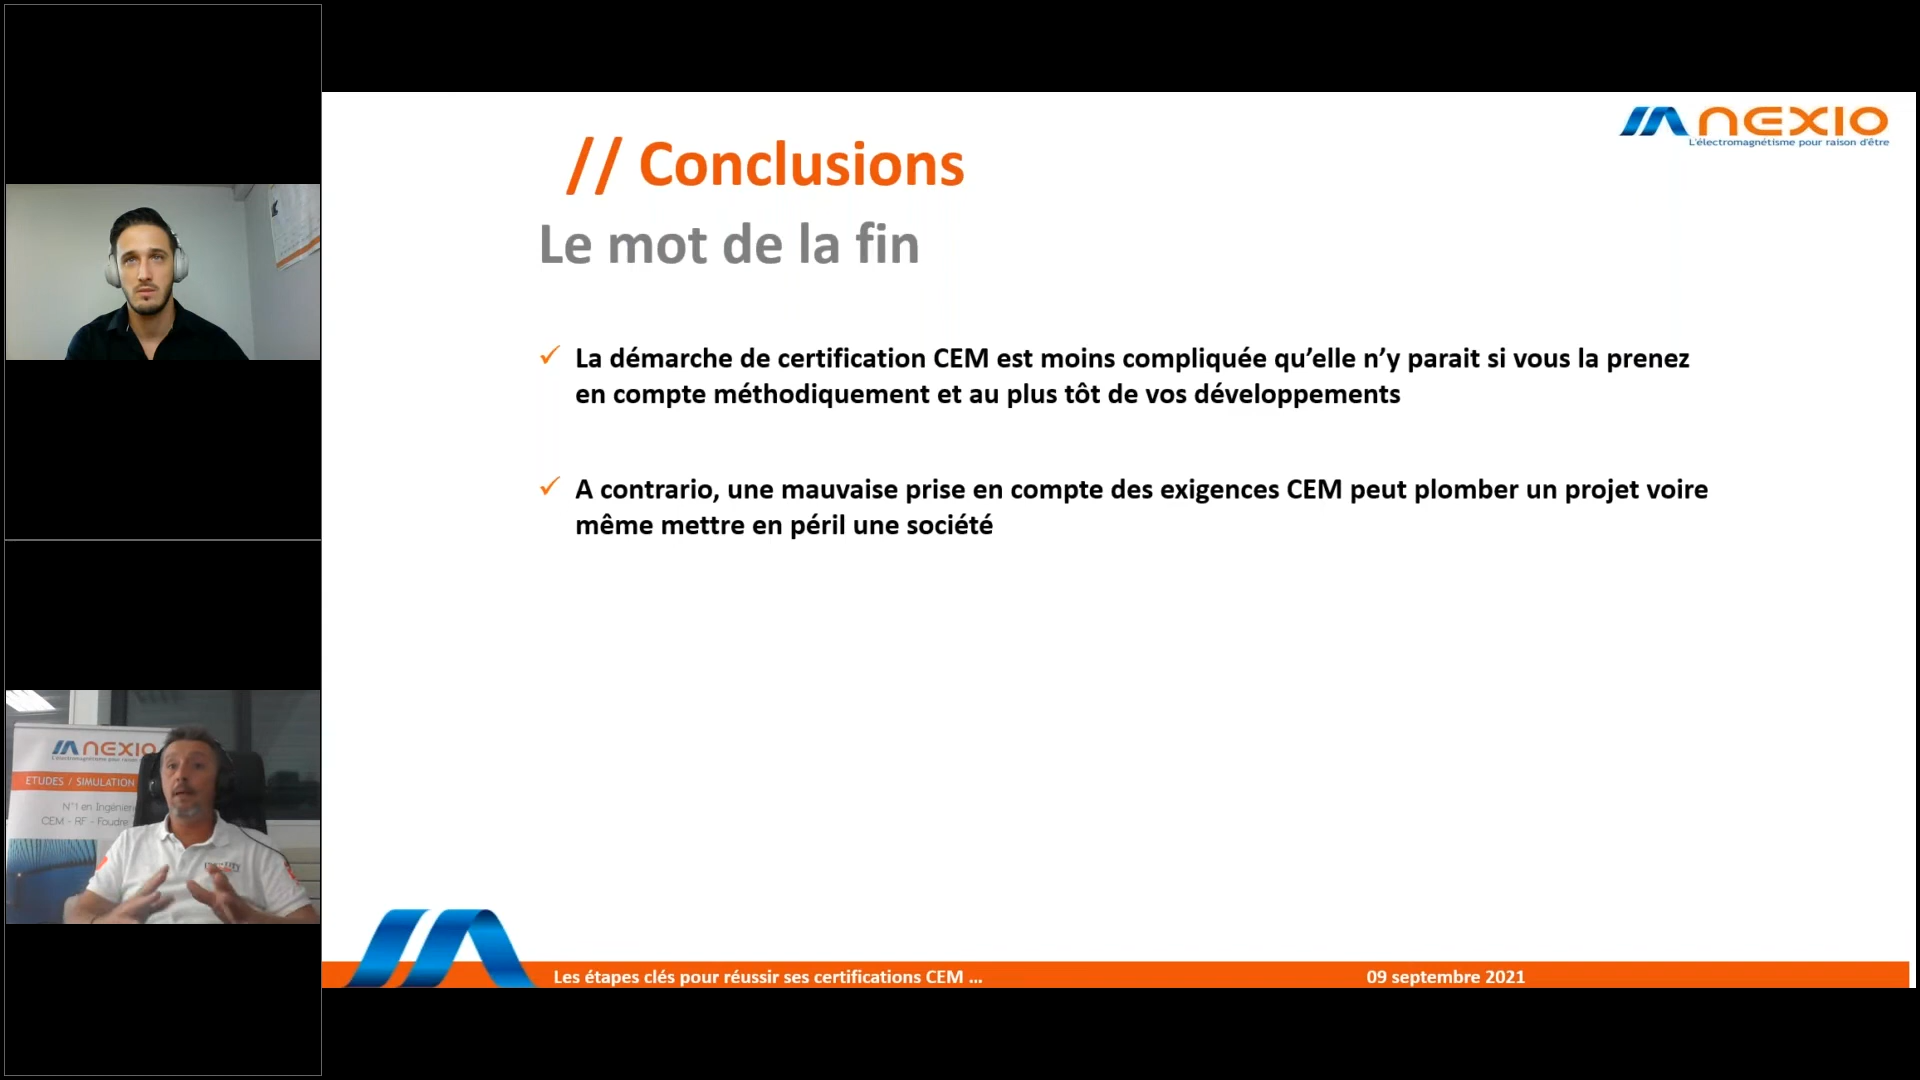 nexio
L'électromagnétisme pour raison d'être
// Conclusions
Le mot de la fin
La démarche de certification CEM est moins compliquée qu'elle n'y parait si vous la prenez
en compte méthodiquement et au plus tôt de vos développements
A contrario, une mauvaise prise en compte des exigences CEM peut plomber un projet voire
même mettre en péril une société
nexio
ETUDES / SIMULATION
N°1 en
CEM - RF - Foudre
Les étapes clés pour réussir ses certifications CEM ...
09 septembre 2021